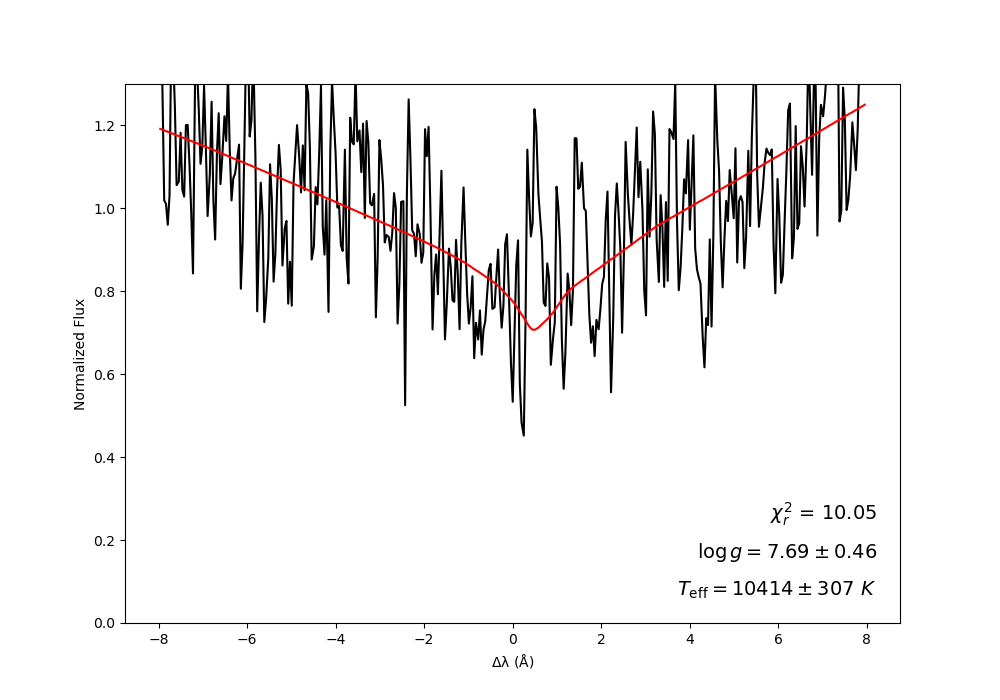 1.2
1.0
0.8
0.6
0.4
0.2
0.0
Normalized Flux
χ²ᵣ = 10.05
log g = 7.69 ± 0.46
T_eff = 10414 ± 307 K
−8 −6 −4 −2 0 2 4 6 8
Δλ (Å)